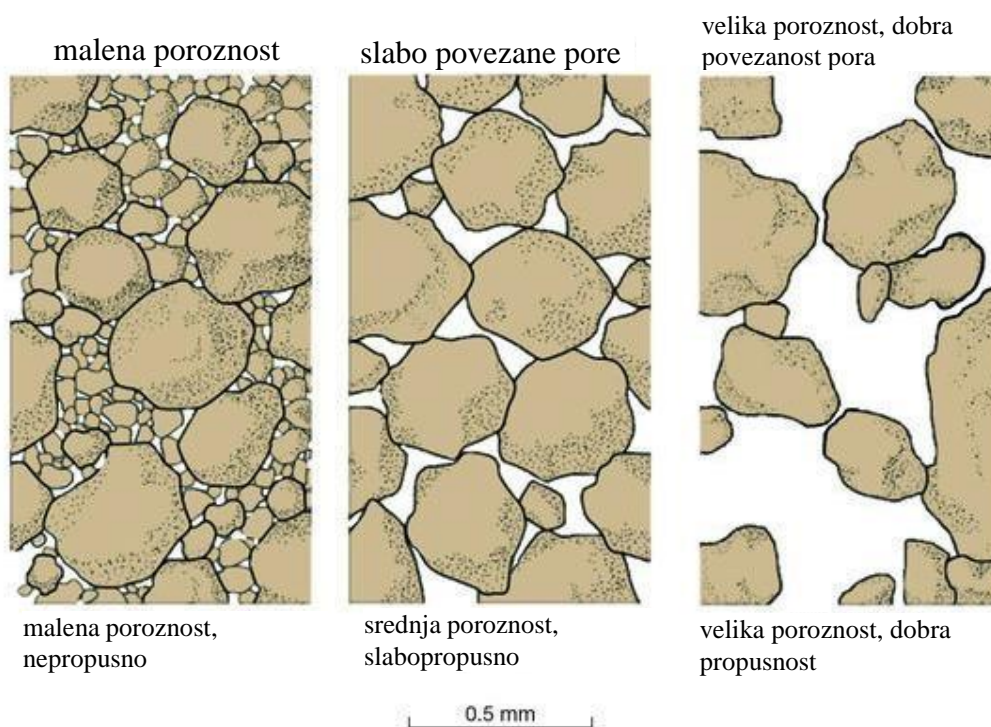 malena poroznost
slabo povezane pore
velika poroznost, dobra
povezanost pora
malena poroznost,
nepropusno
srednja poroznost,
slabopropusno
velika poroznost, dobra
propusnost
0.5 mm